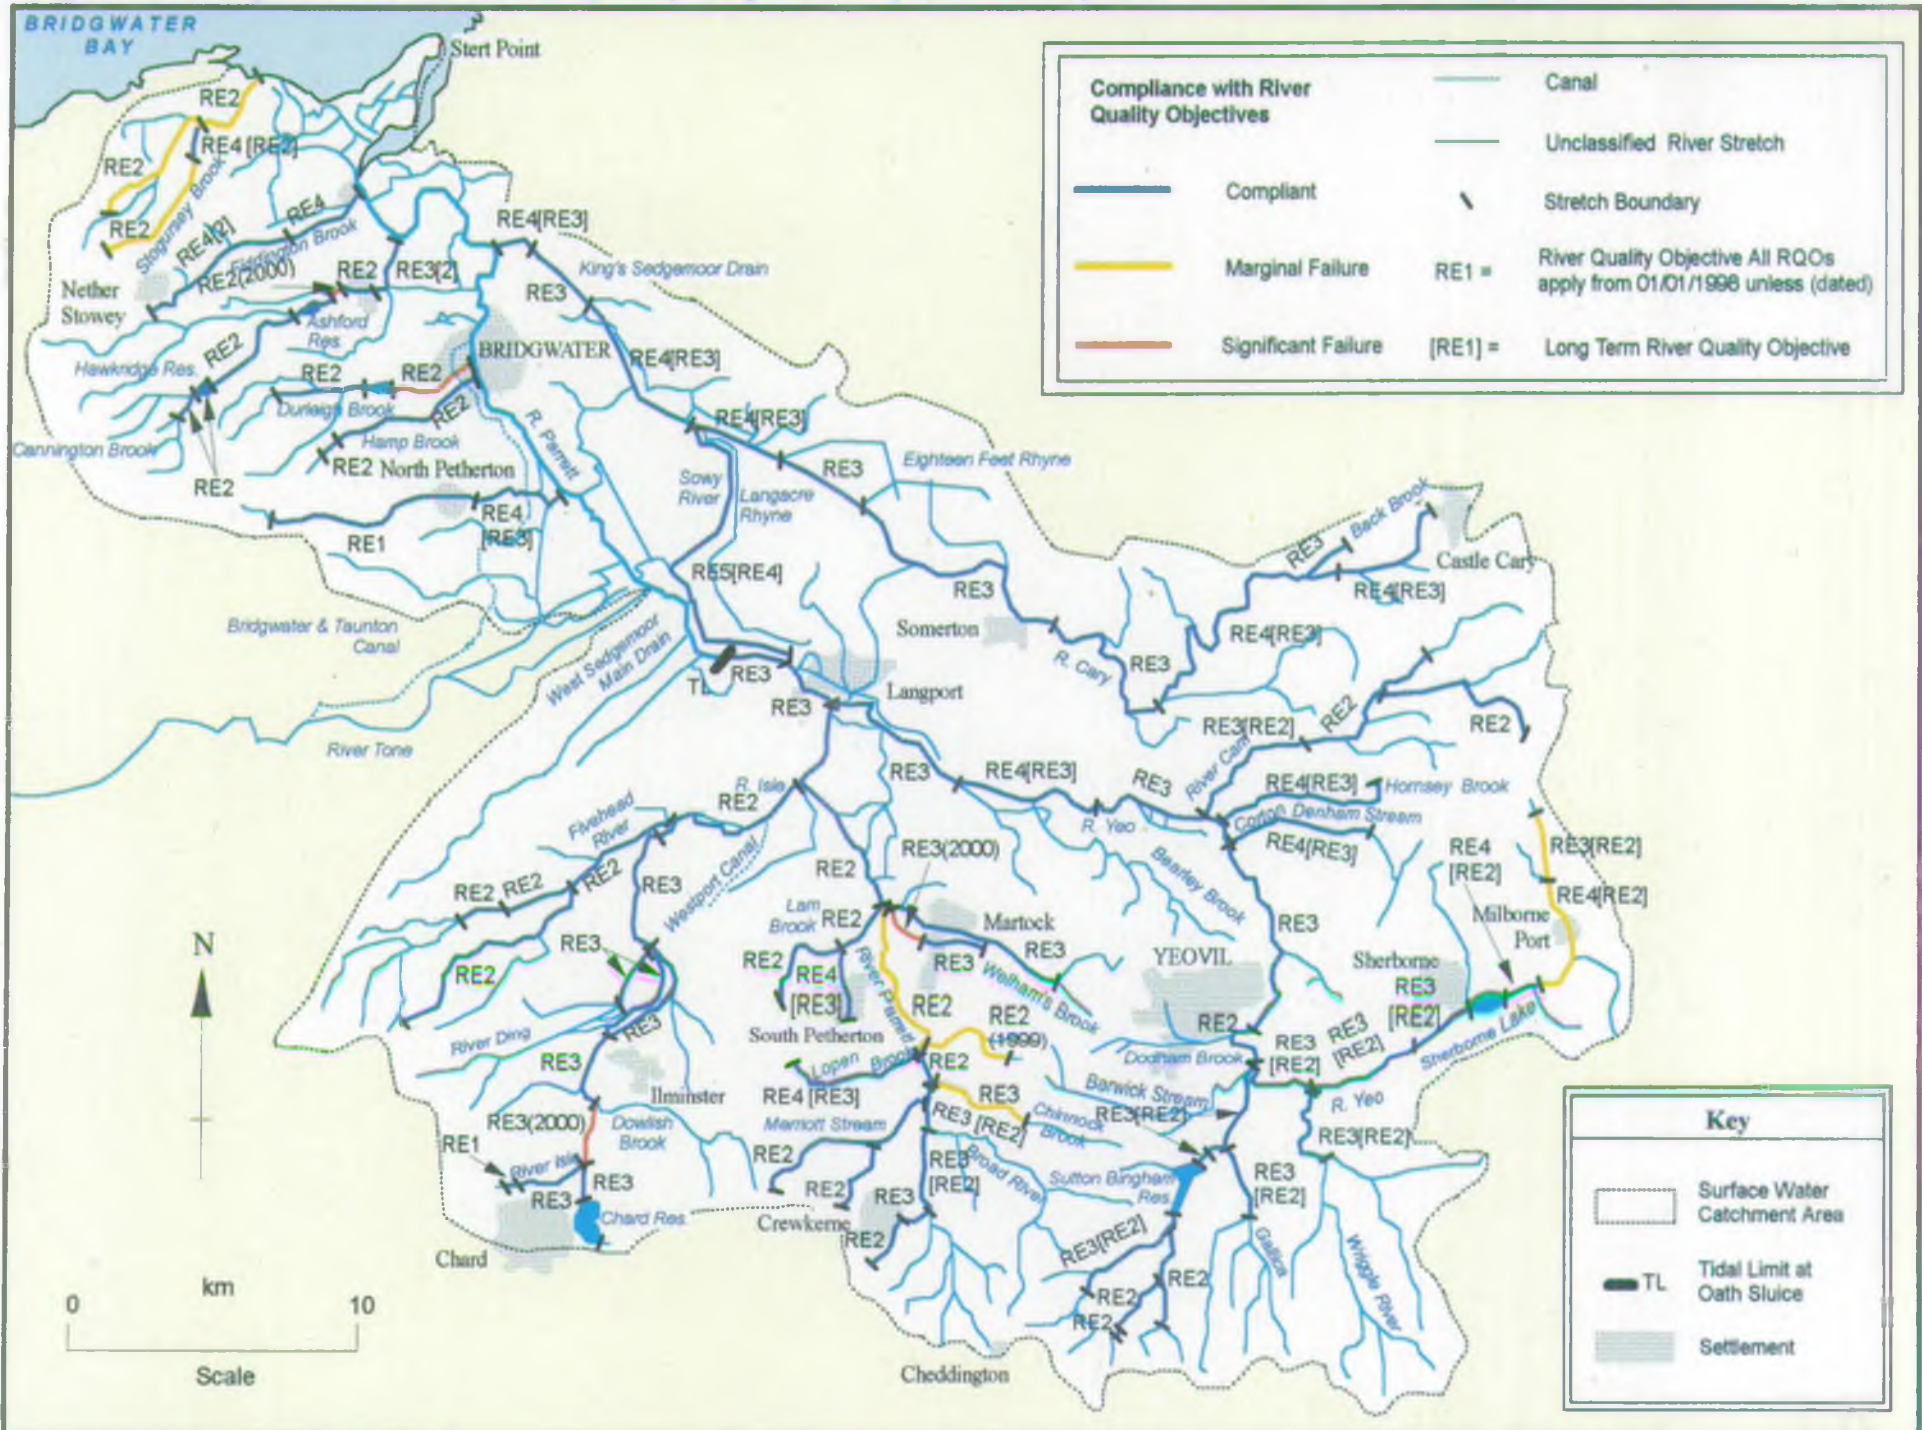 BRIDGWATER
BAY
Stert Point
Compliance with River
Quality Objectives
Compliant
Marginal Failure
Significant Failure
Canal
Unclassified River Stretch
Stretch Boundary
RE1 =
River Quality Objective All RQOs
apply from 01/01/1998 unless (dated)
[RE1] =
Long Term River Quality Objective
RE2
RE4 [RE2]
RE2
RE2
Stogursey Brook
RE4[2]
RE4
Fiddington Brook
RE2(2000)
RE2
RE3[2]
RE4[RE3]
King's Sedgemoor Drain
RE3
Nether
Stowey
Ashford
Res.
BRIDGWATER
RE4[RE3]
Hawkridge Res.
RE2
RE2
RE2
Durleigh Brook
RE2
Hamp Brook
R. Parrett
RE4[RE3]
Cannington Brook
RE2
RE2
North Petherton
Sowy
River
Langacre
Rhyne
RE3
Eighteen Feet Rhyne
RE4
[RE3]
RE1
RE5[RE4]
RE3
Back Brook
RE3
Castle Cary
RE4[RE3]
Bridgwater & Taunton
Canal
West Sedgemoor
Main Drain
TL
RE3
Somerton
R. Cary
RE3
RE4[RE3]
Langport
RE3
River Tone
RE3[RE2]
RE2
RE2
River Cam
R. Isle
RE2
RE3
RE4[RE3]
RE3
RE4[RE3]
Hornsey Brook
Corton Denham Stream
R. Yeo
RE4[RE3]
Fivehead
River
RE2
RE2
RE2
RE3
Westport Canal
RE2
RE3(2000)
Bearley Brook
RE4
[RE2]
RE3[RE2]
RE4[RE2]
Milborne
Port
Lam
Brook
RE2
Martock
RE3
RE3
RE3
RE2
RE2
RE4
[RE3]
River Parrett
RE3
Welham's Brook
YEOVIL
Sherborne
RE3
[RE2]
RE2
RE2
(1999)
River Ding
RE3
RE3
South Petherton
Lopen
Brook
RE2
RE2
Dodham Brook
RE3
[RE2]
RE3
[RE2]
Sherborne Lake
Ilminster
RE4 [RE3]
RE3
RE3
[RE2]
Chinnock
Brook
Barwick Stream
RE3[RE2]
R. Yeo
RE3[RE2]
RE3(2000)
Dowlish
Brook
Merriott Stream
RE1
River Isle
RE3
RE3
RE2
RE2
RE3
[RE2]
Broad River
Sutton Bingham
Res.
RE3
[RE2]
Chard Res.
Chard
Crewkerne
RE3
RE2
RE3[RE2]
RE2
RE2
RE2
Gallica
Wriggle River
Cheddington
N
km
0
10
Scale
Key
Surface Water
Catchment Area
TL
Tidal Limit at
Oath Sluice
Settlement